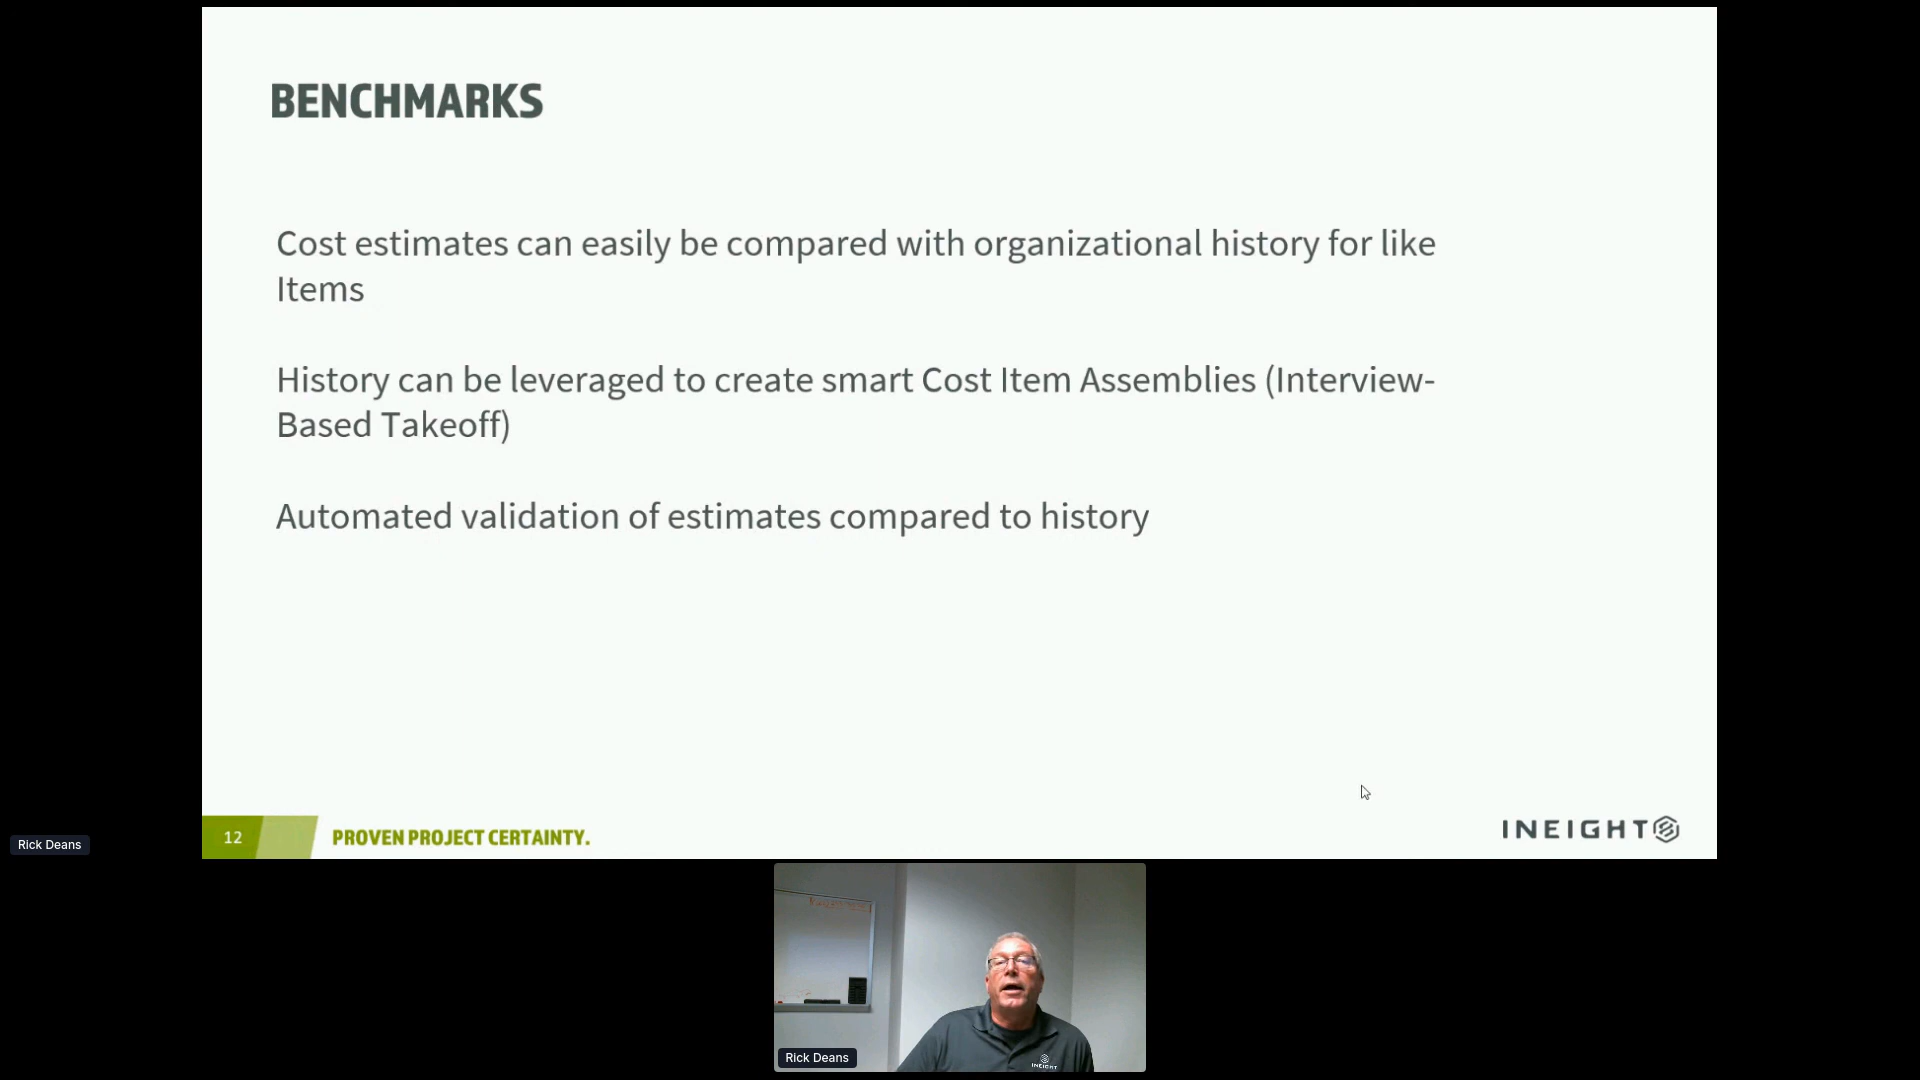 BENCHMARKS
Cost estimates can easily be compared with organizational history for like
Items
History can be leveraged to create smart Cost Item Assemblies (Interview-
Based Takeoff)
Automated validation of estimates compared to history
12
PROVEN PROJECT CERTAINTY.
INEIGHT
Rick Deans
Rick Deans
INEIGHT